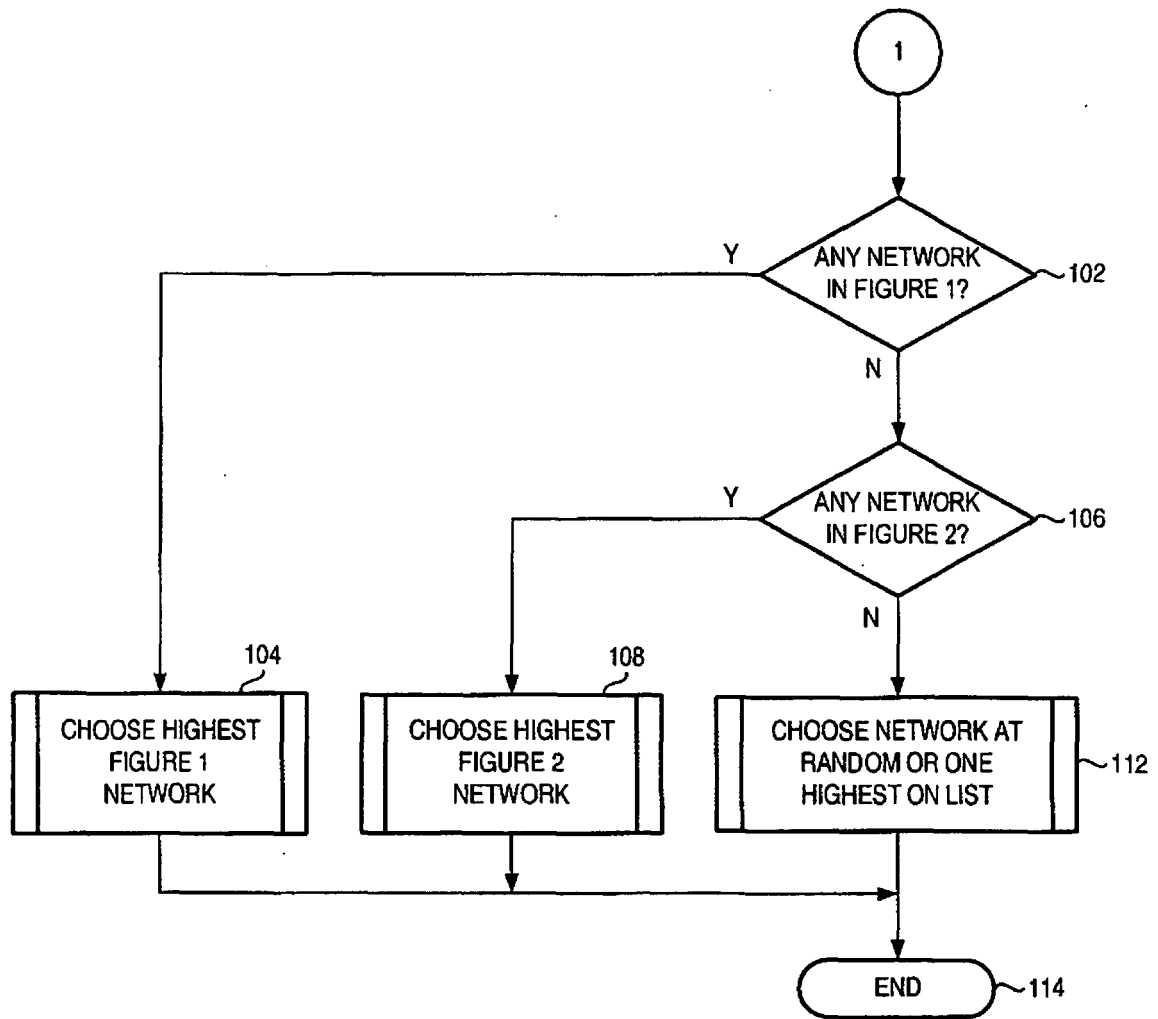 1
ANY NETWORK
IN FIGURE 1?
102
Y
N
ANY NETWORK
IN FIGURE 2?
106
Y
N
104
CHOOSE HIGHEST
FIGURE 1
NETWORK
108
CHOOSE HIGHEST
FIGURE 2
NETWORK
CHOOSE NETWORK AT
RANDOM OR ONE
HIGHEST ON LIST
112
END
114